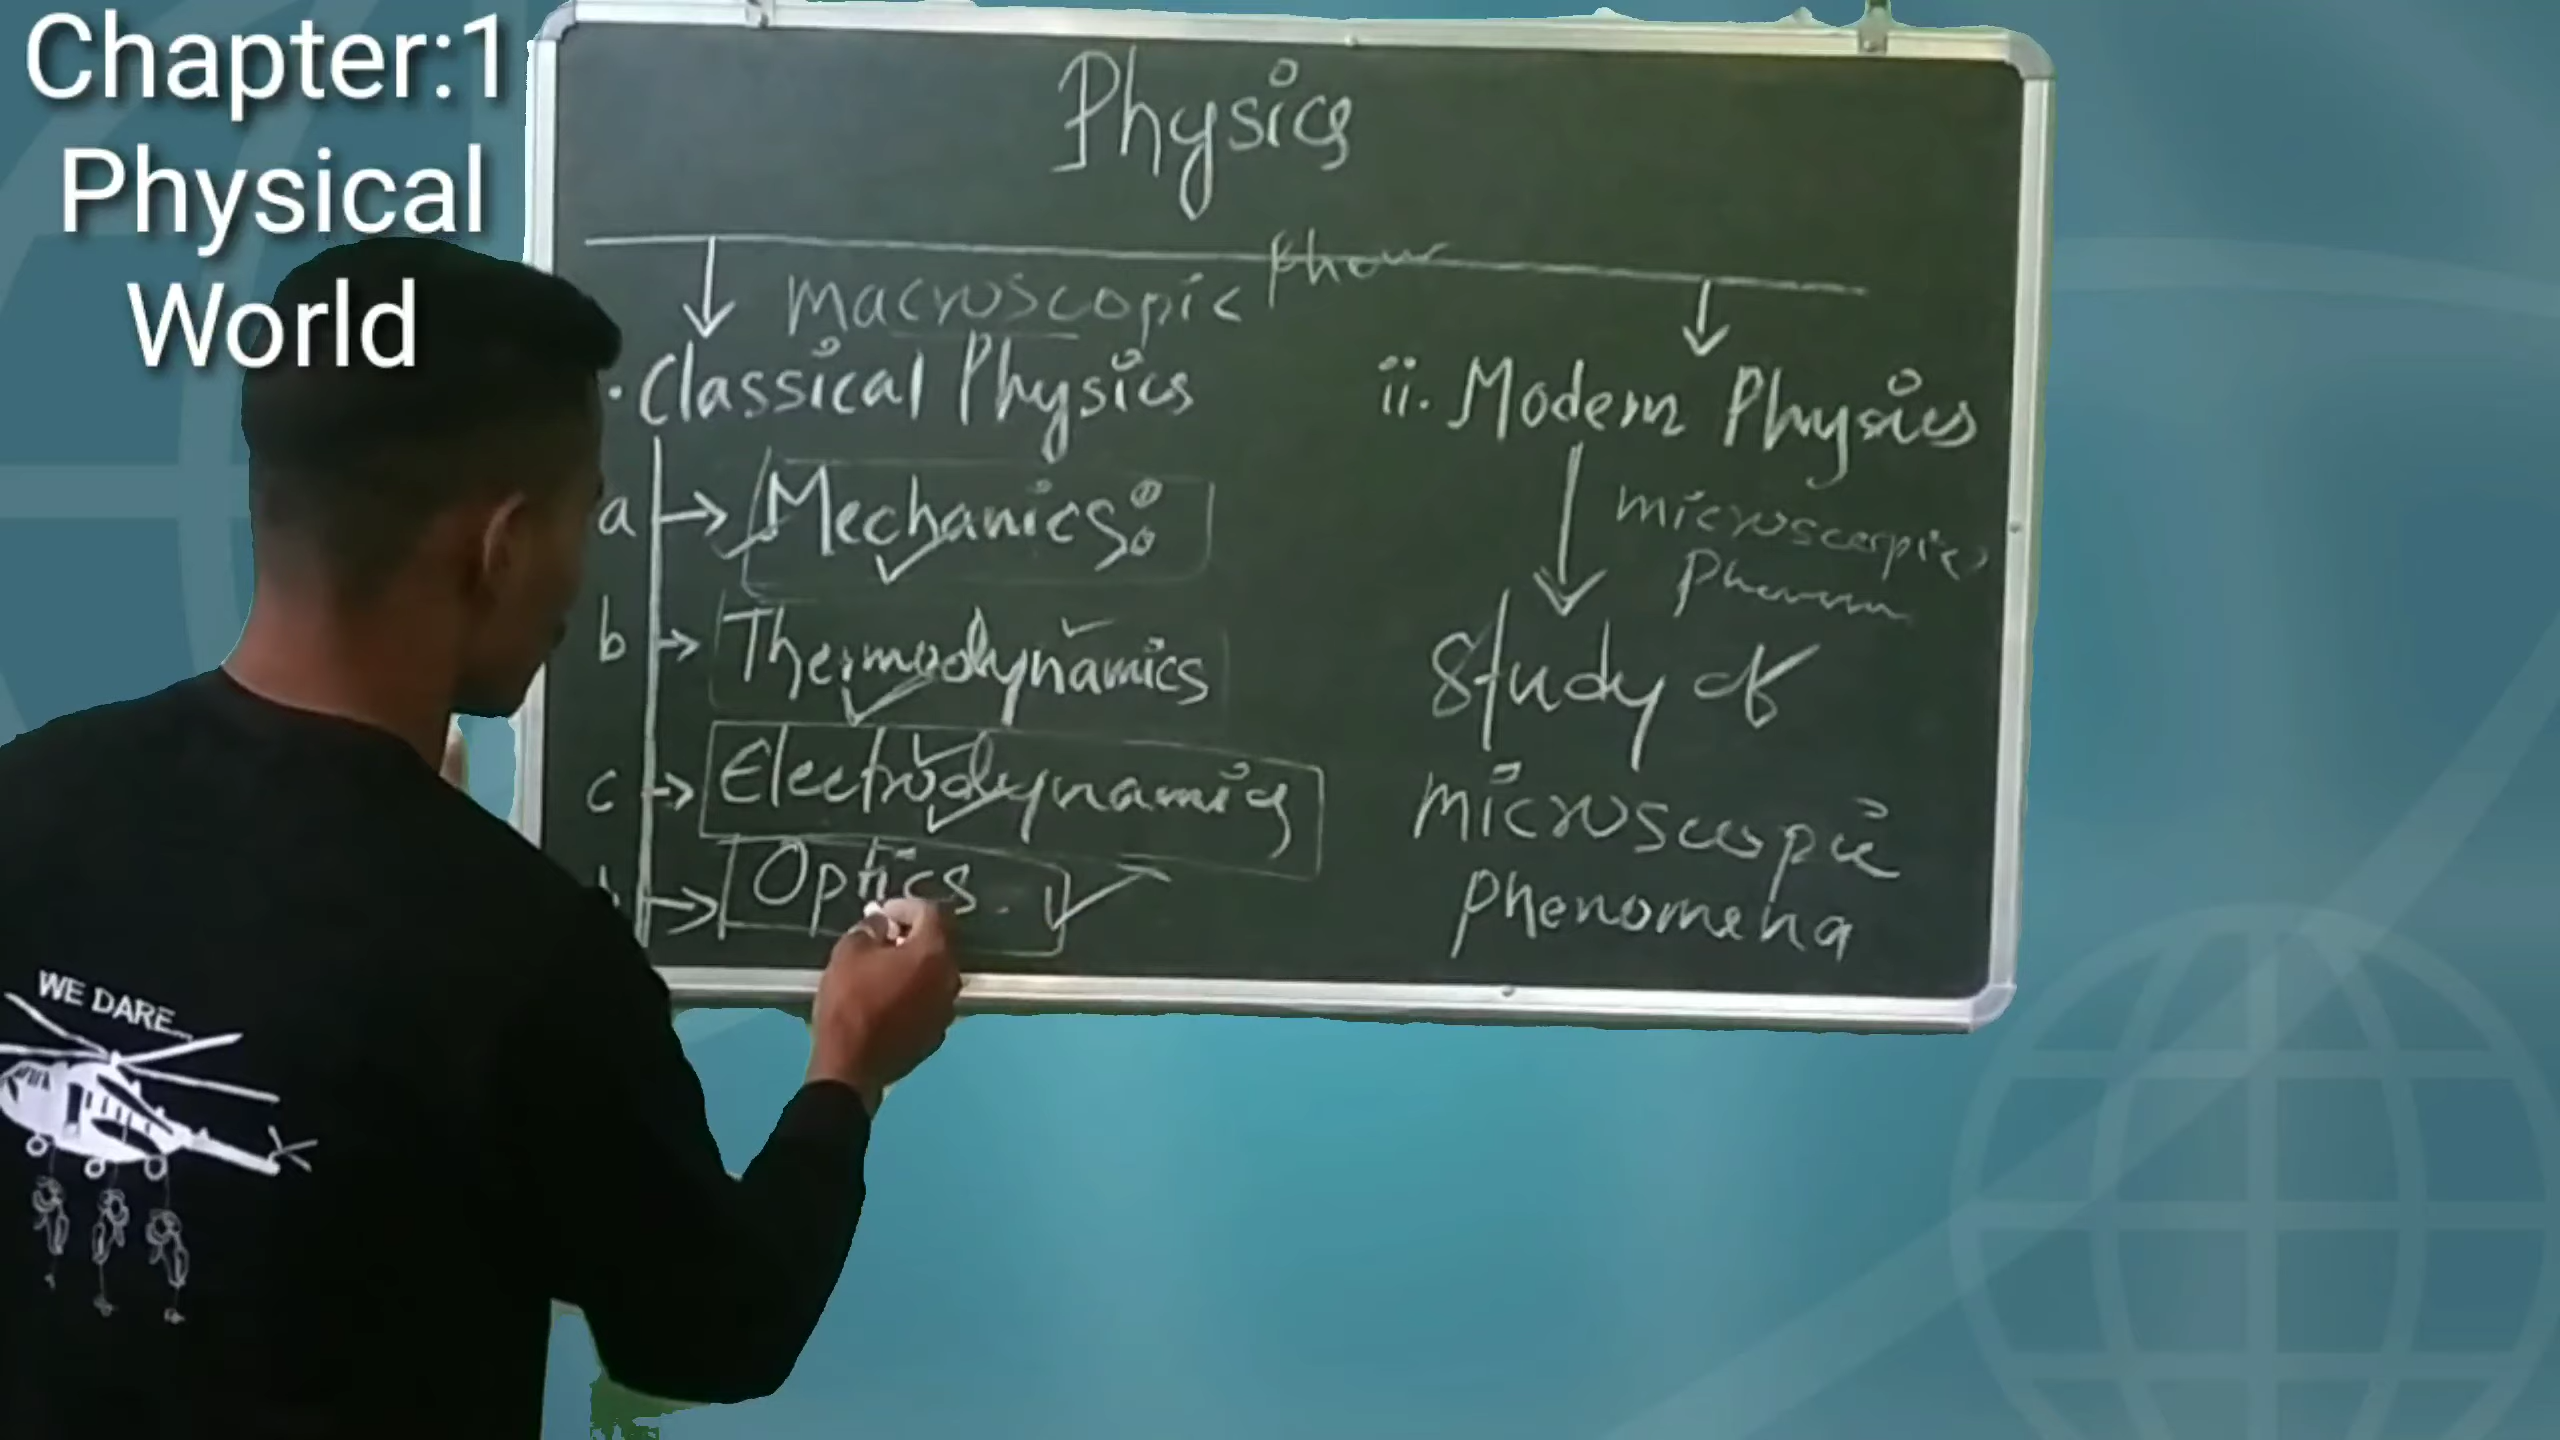 Chapter:1
Physical
World
Physics
macroscopic
Classical Physics
a → Mechanics:
b → Thermodynamics
c → Electrodynamics
→ Optics.
ii. Modern Physics
microscopic
Study of
microscopic
phenomena
WE DARE